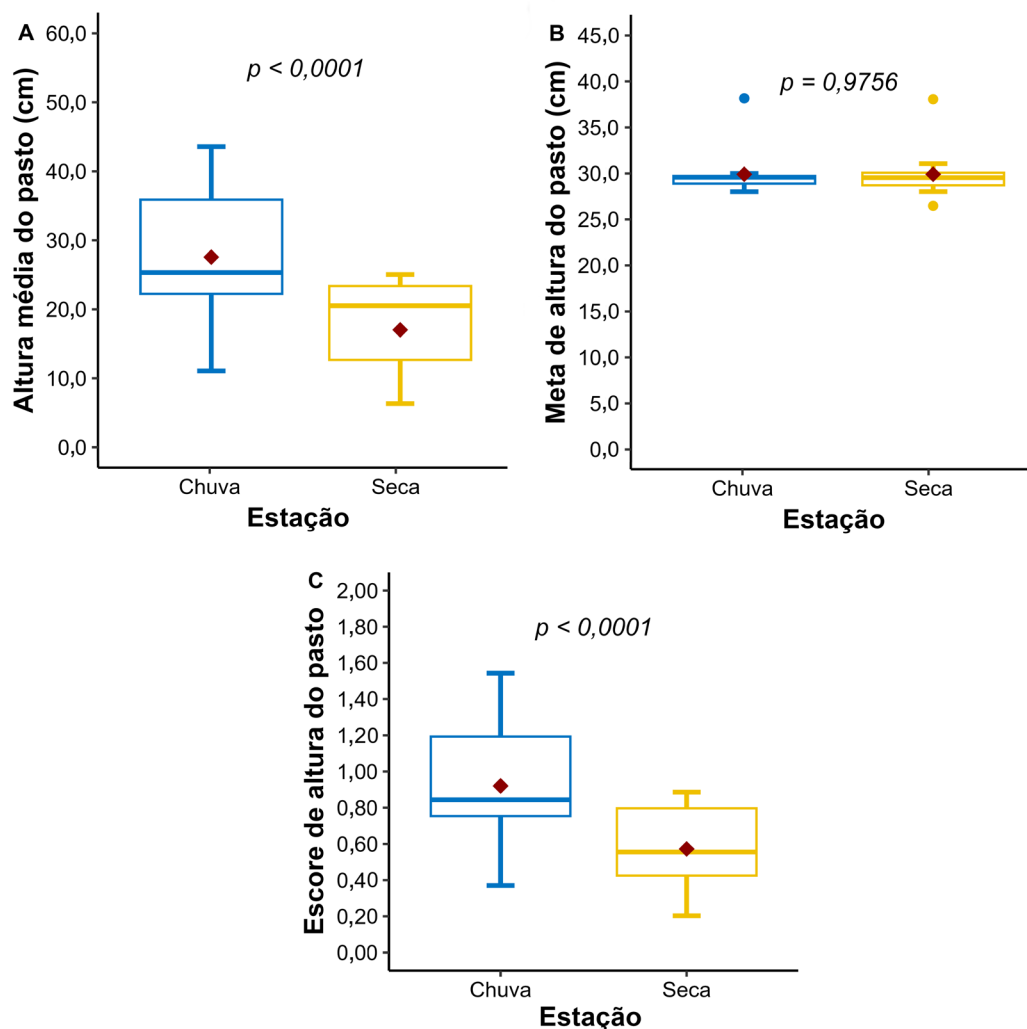 A
Altura média do pasto (cm)
60,0
50,0
40,0
30,0
20,0
10,0
0,0
p < 0,0001
Chuva
Seca
Estação
B
Meta de altura do pasto (cm)
45,0
40,0
35,0
30,0
25,0
20,0
15,0
10,0
5,0
0,0
p = 0,9756
Chuva
Seca
Estação
C
Escore de altura do pasto
2,00
1,80
1,60
1,40
1,20
1,00
0,80
0,60
0,40
0,20
0,00
p < 0,0001
Chuva
Seca
Estação